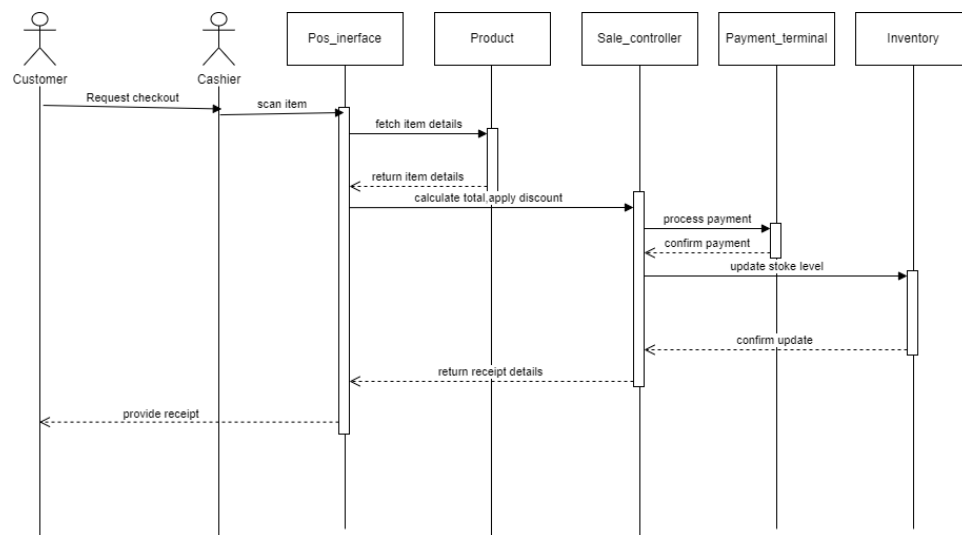 Pos_inerface
Product
Sale_controller
Payment_terminal
Inventory
Customer
Cashier
Request checkout
scan item
fetch item details
return item details
calculate total,apply discount
process payment
confirm payment
update stoke level
confirm update
return receipt details
provide receipt